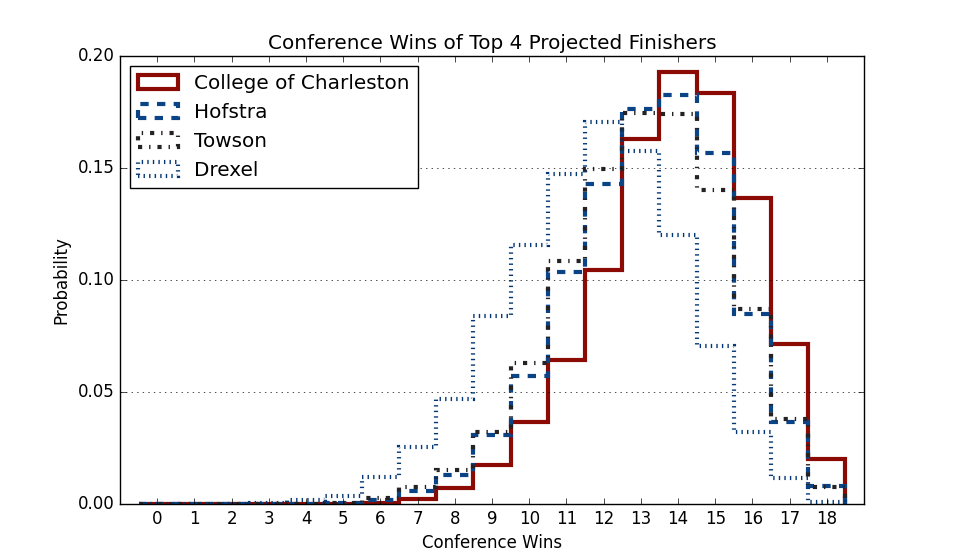 Conference Wins of Top 4 Projected Finishers
College of Charleston
Hofstra
Towson
Drexel
0.20
0.15
0.10
0.05
0.00
Probability
0 1 2 3 4 5 6 7 8 9 10 11 12 13 14 15 16 17 18
Conference Wins